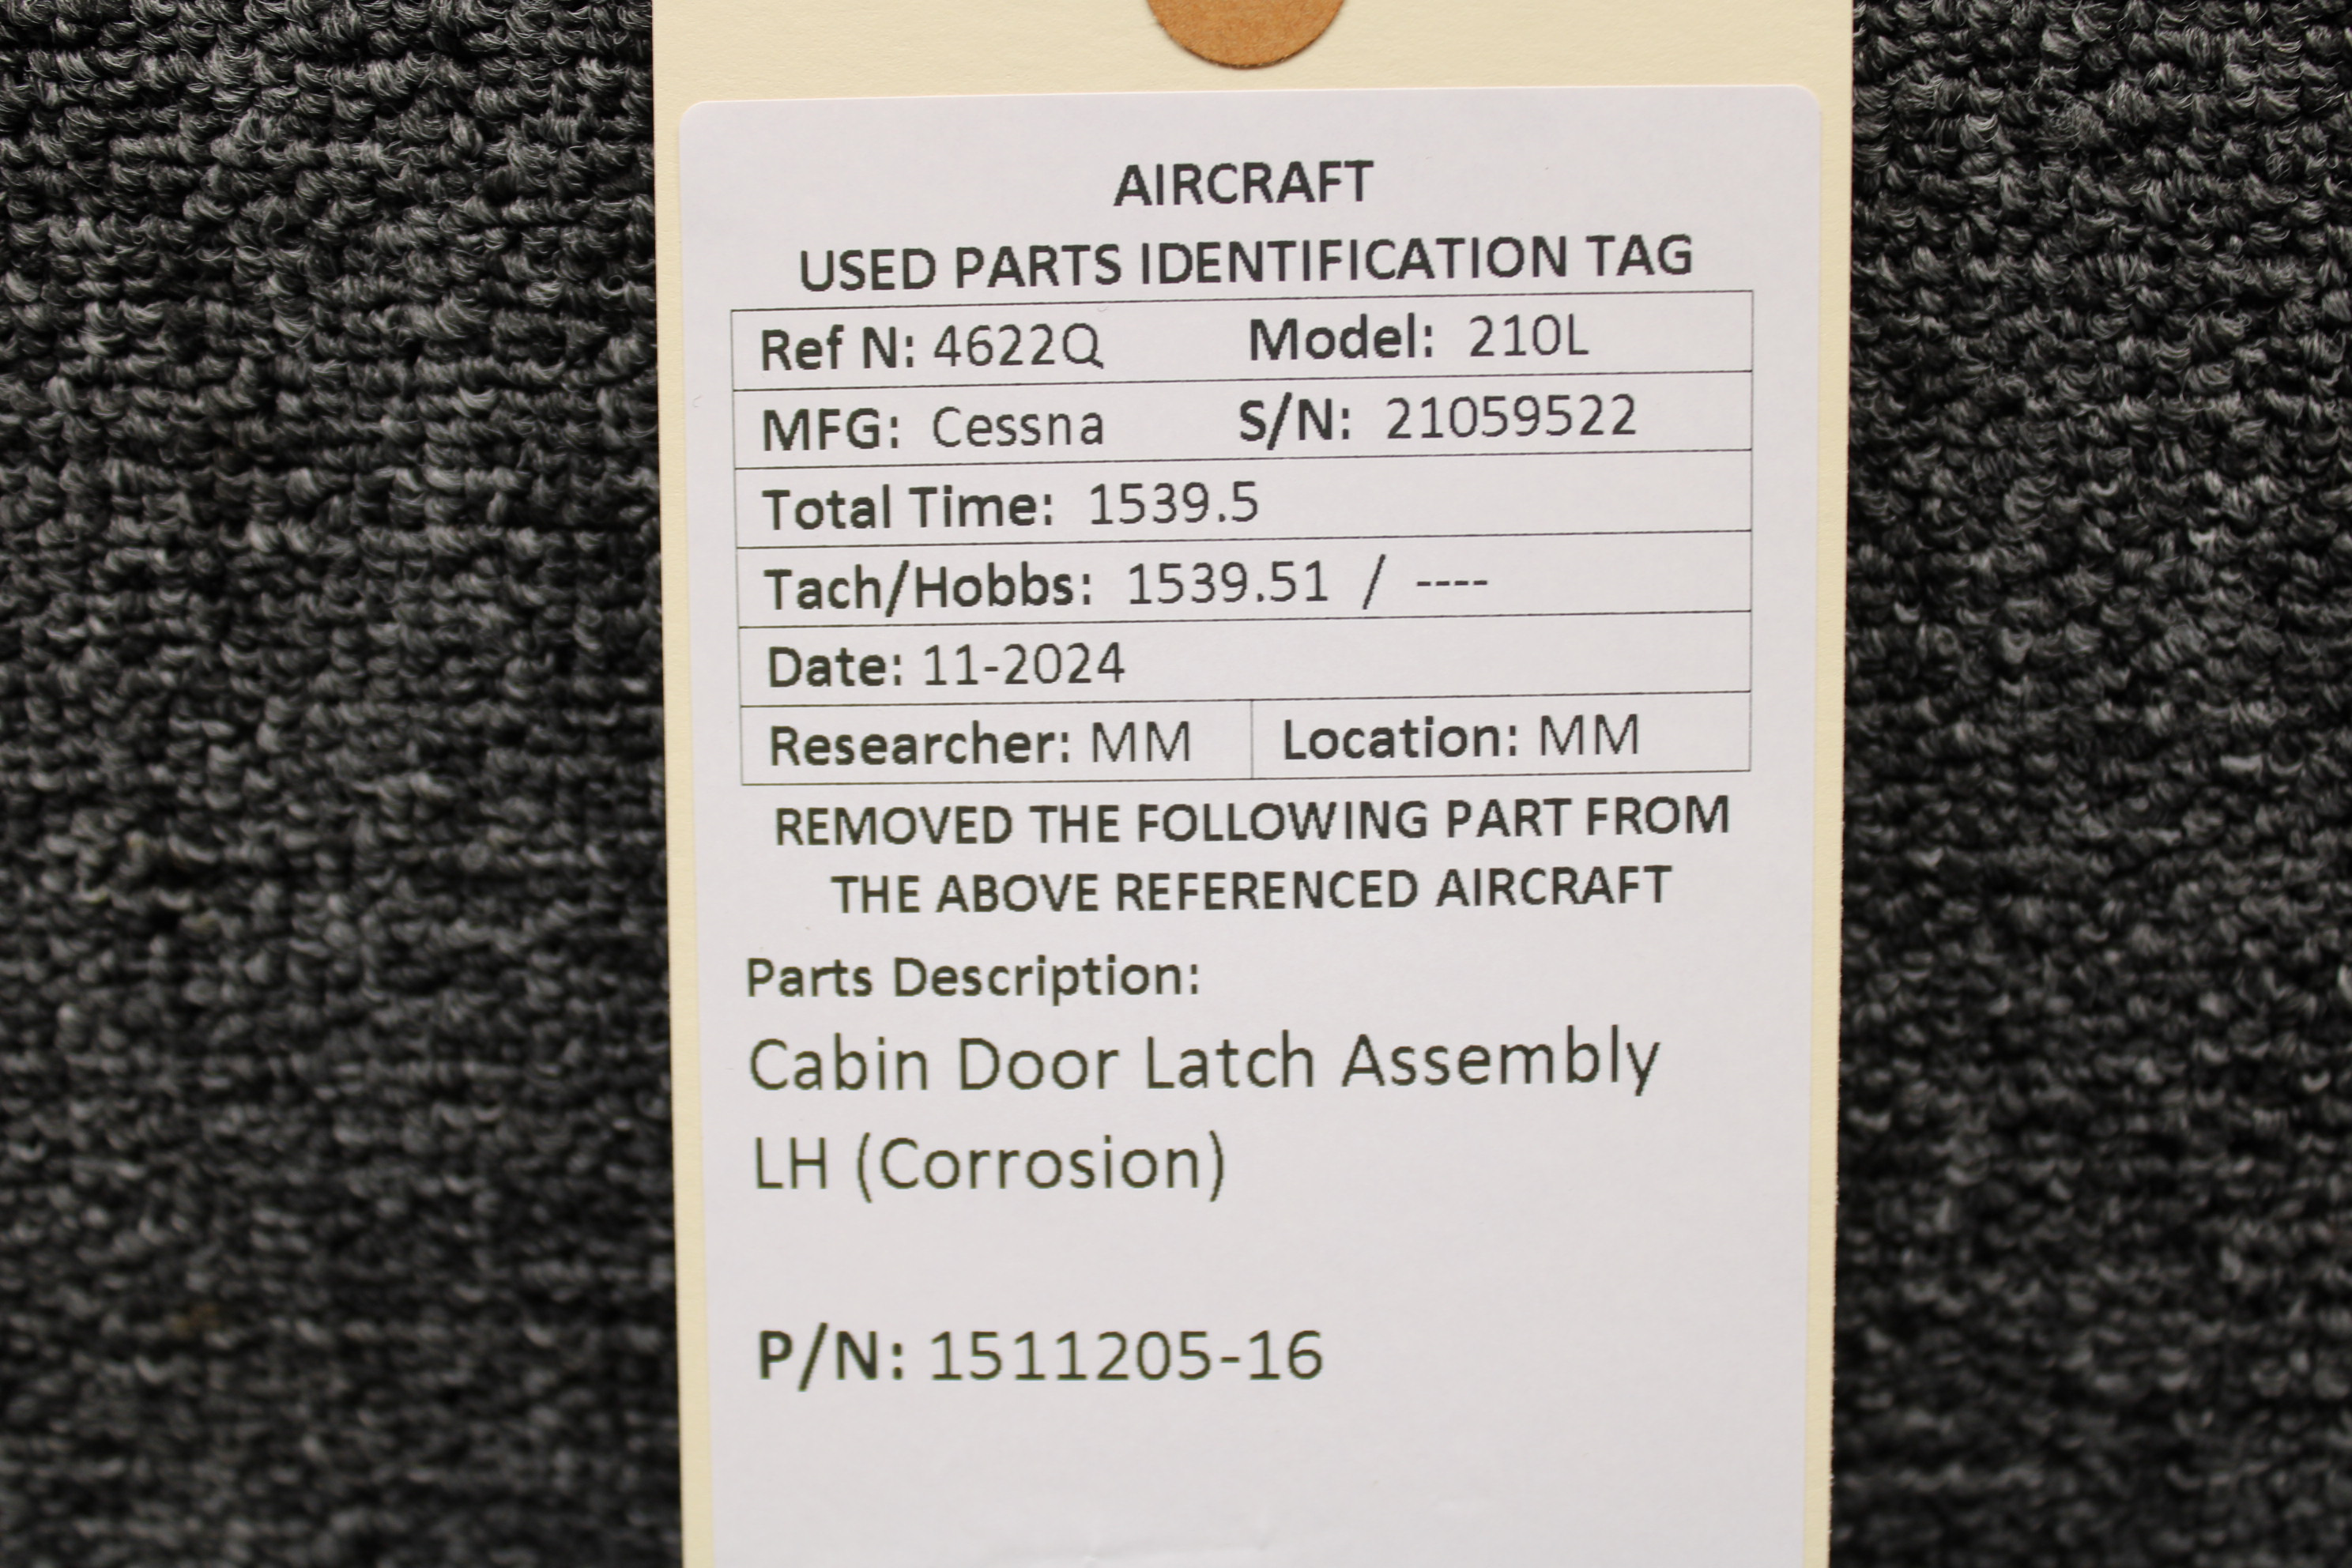 AIRCRAFT
USED PARTS IDENTIFICATION TAG
Ref N: 4622Q Model: 210L
MFG: Cessna S/N: 21059522
Total Time: 1539.5
Tach/Hobbs: 1539.51 / ----
Date: 11-2024
Researcher: MM Location: MM
REMOVED THE FOLLOWING PART FROM
THE ABOVE REFERENCED AIRCRAFT
Parts Description:
Cabin Door Latch Assembly
LH (Corrosion)
P/N: 1511205-16